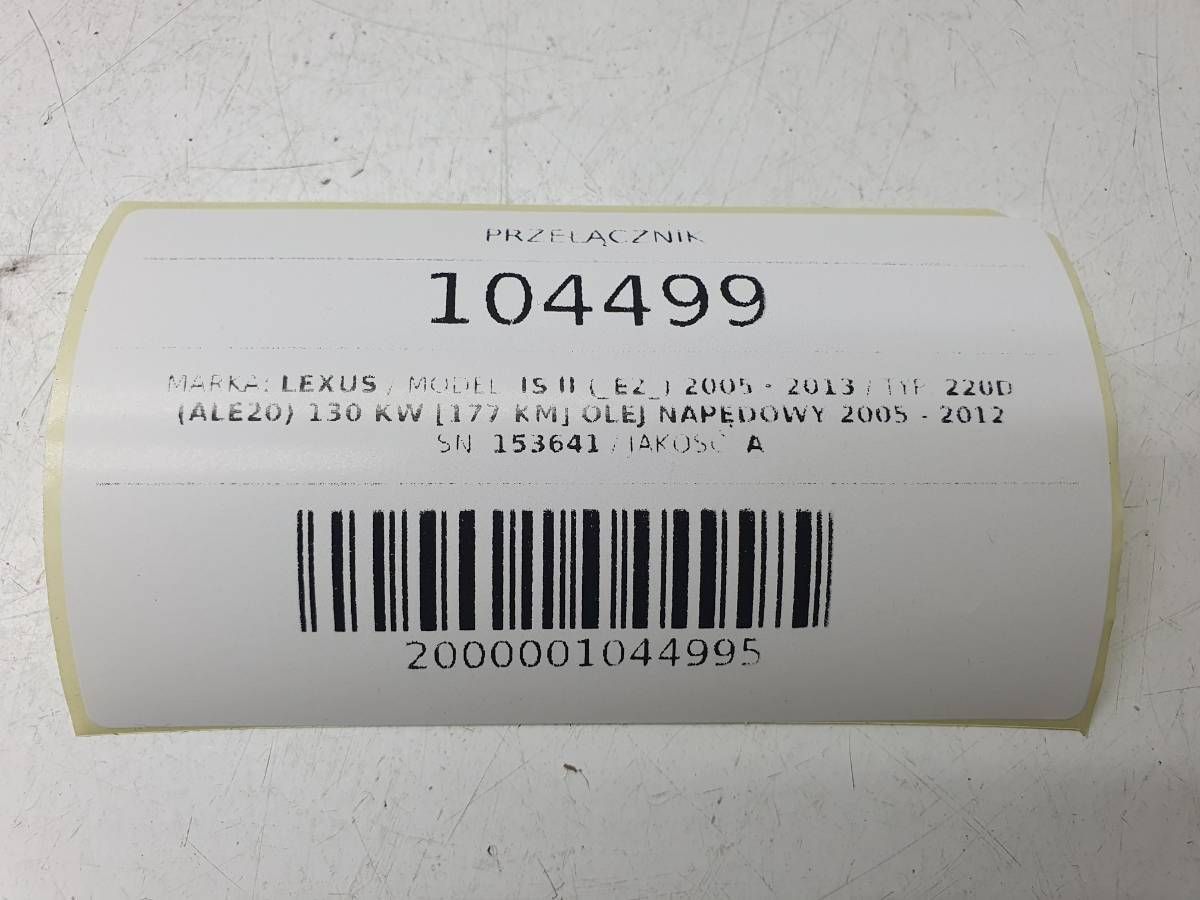 PRZEŁĄCZNIK
104499
MARKA: LEXUS / MODEL IS II (_E2_) 2005 - 2013 / TYP 220D
(ALE20) 130 KW [177 KM] OLEJ NAPĘDOWY 2005 - 2012
SN 153641 / JAKOŚĆ A
2000001044995